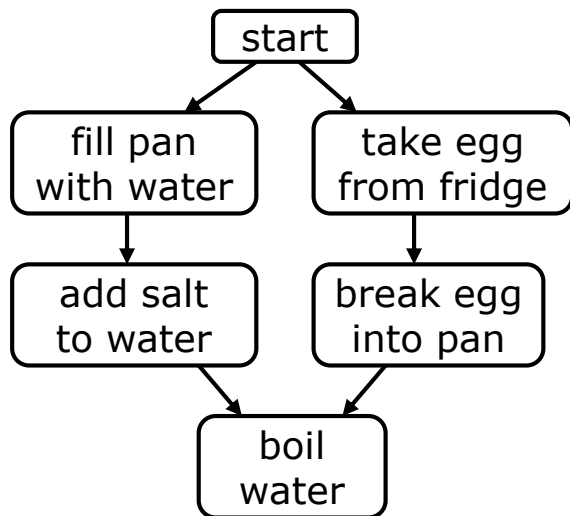 start
fill pan
with water
take egg
from fridge
add salt
to water
break egg
into pan
boil
water